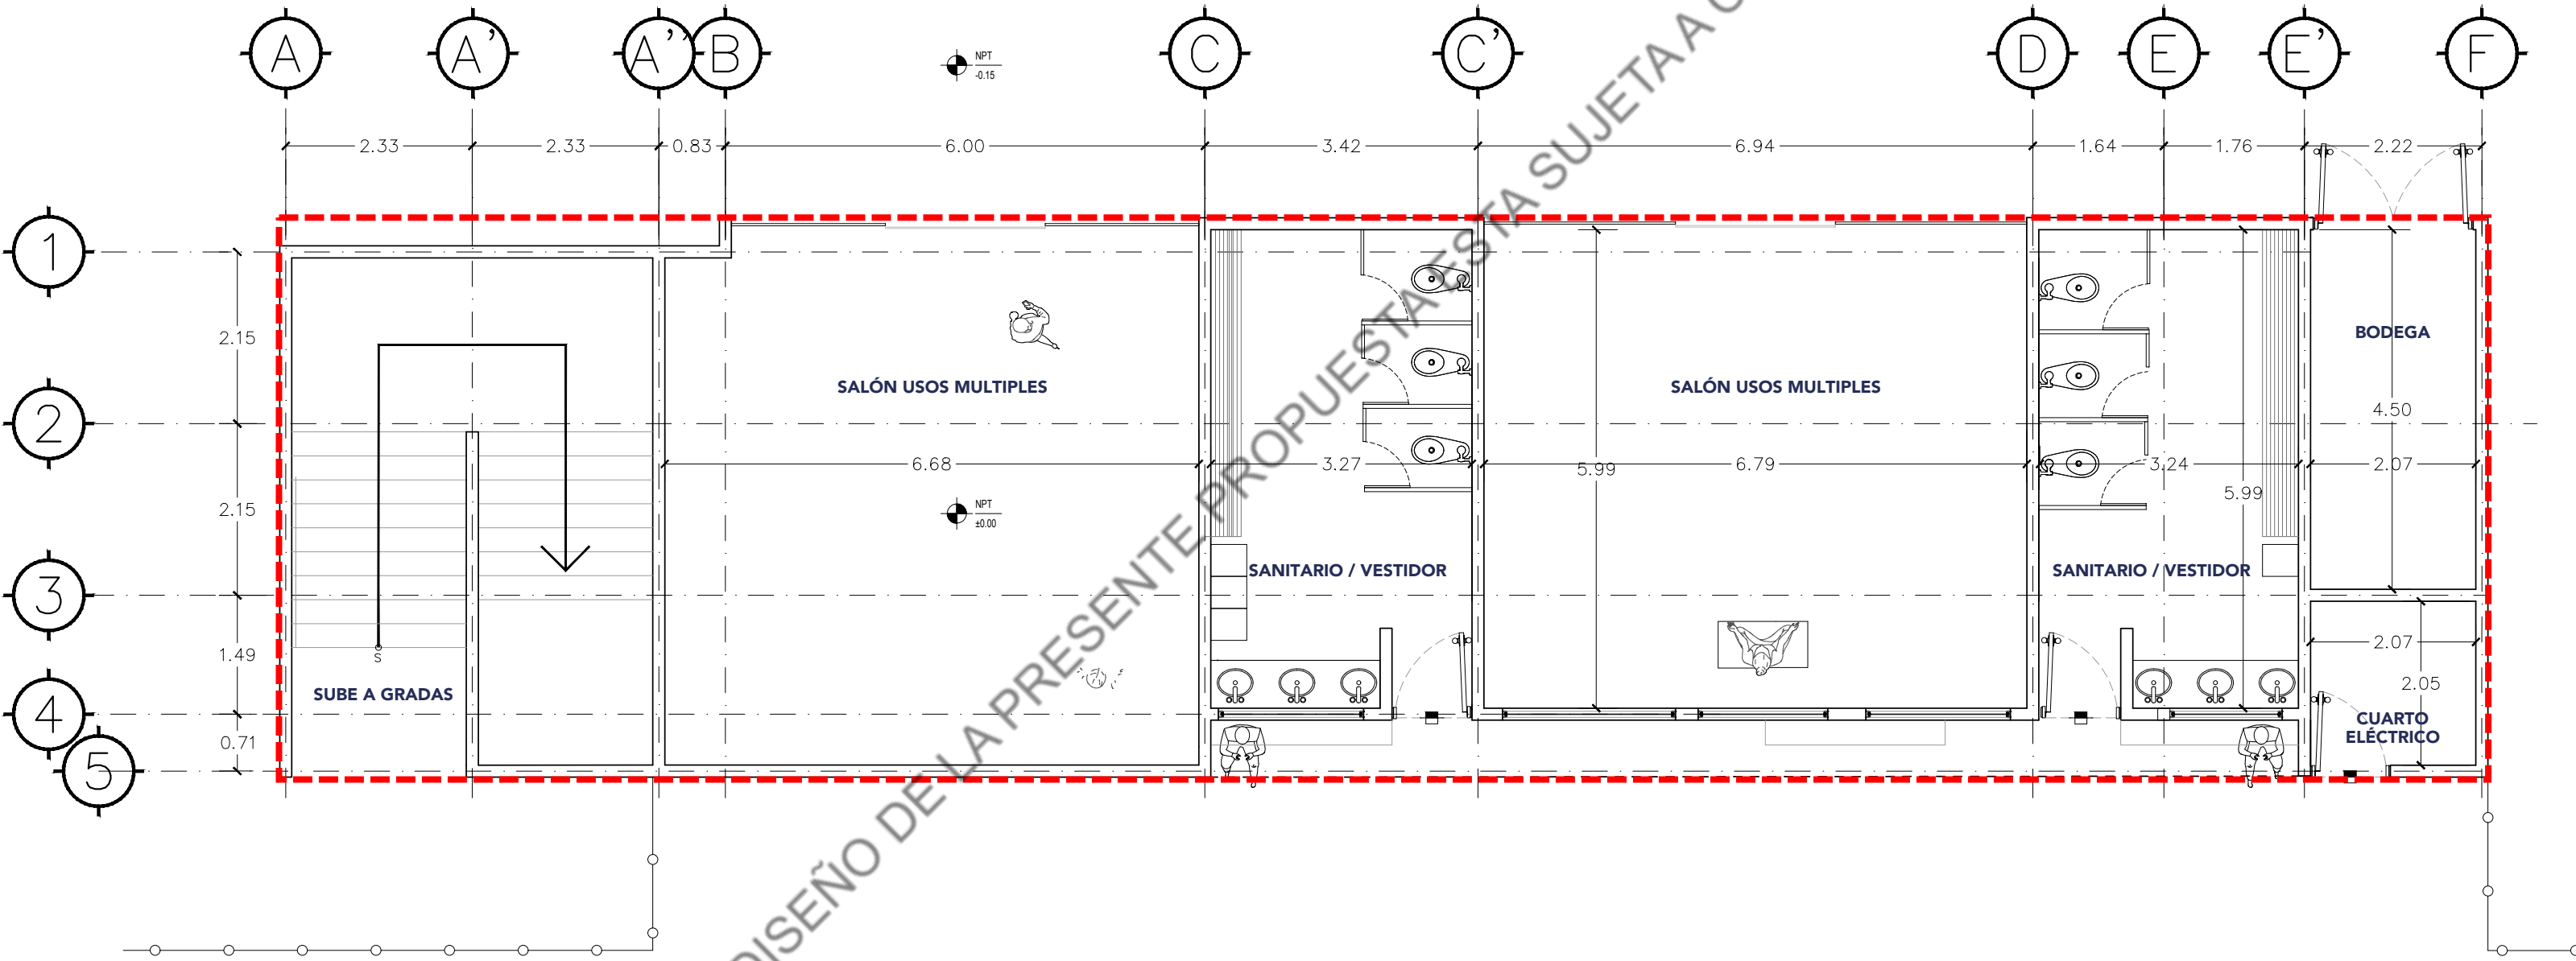 A A' A'' B C C' D E E' F
NPT
-0.15
2.33 2.33 0.83 6.00 3.42 6.94 1.64 1.76 2.22
1
2.15
BODEGA
SALÓN USOS MULTIPLES SALÓN USOS MULTIPLES
2
4.50
6.68 3.27 5.99 6.79 3.24 2.07
5.99
2.15
NPT
±0.00
SANITARIO / VESTIDOR SANITARIO / VESTIDOR
3
1.49
S
2.07
SUBE A GRADAS
2.05
4
CUARTO
ELÉCTRICO
0.71
5
DISEÑO DE LA PRESENTE PROPUESTA ESTA SUJETA A